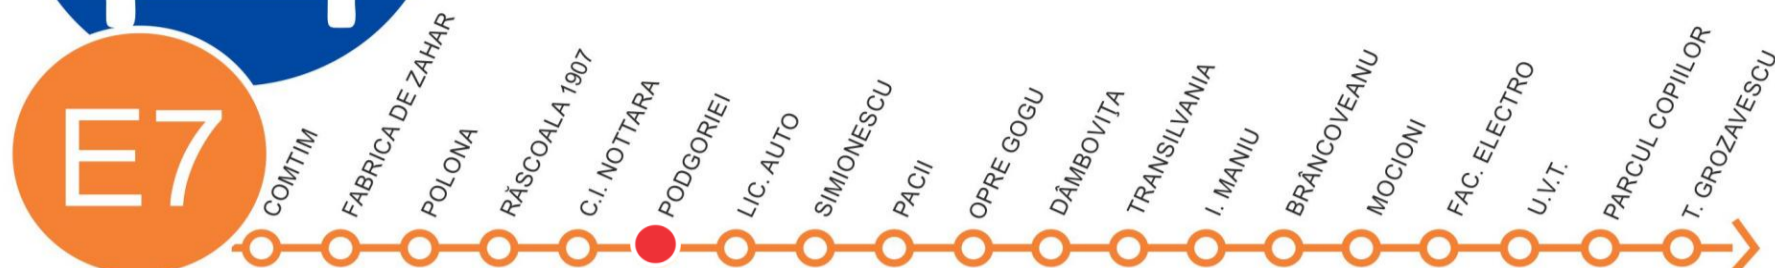 E7
COMTIM
FABRICA DE ZAHAR
POLONA
RĂSCOALA 1907
C.I. NOTTARA
PODGORIEI
LIC. AUTO
SIMIONESCU
PACII
OPRE GOGU
DÂMBOVIŢA
TRANSILVANIA
I. MANIU
BRÂNCOVEANU
MOCIONI
FAC. ELECTRO
U.V.T.
PARCUL COPIILOR
T. GROZAVESCU